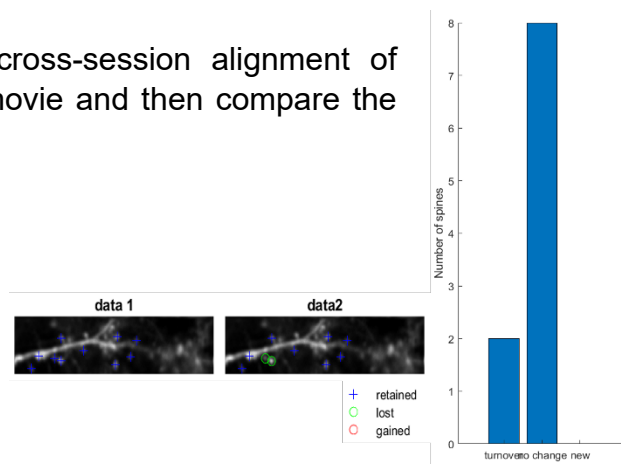 cross-session alignment of
movie and then compare the
data 1
data2
retained
lost
gained
8
7
6
5
4
3
2
1
0
Number of spines
turnover no change new